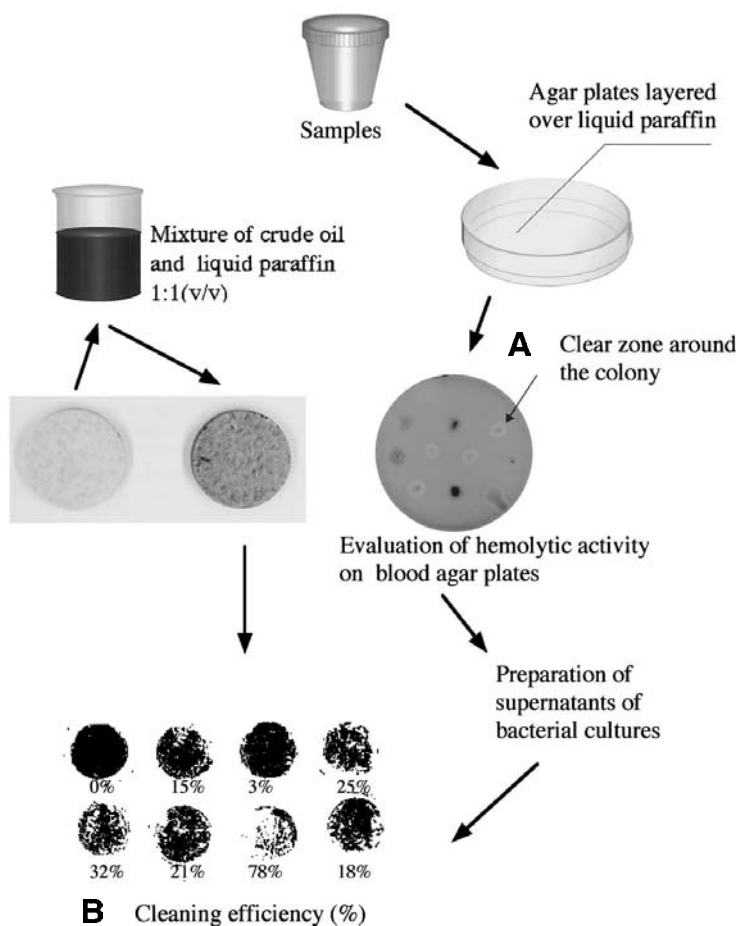 Samples
Agar plates layered
over liquid paraffin
Mixture of crude oil
and liquid paraffin
1:1(v/v)
A
Clear zone around
the colony
Evaluation of hemolytic activity
on blood agar plates
Preparation of
supernatants of
bacterial cultures
0% 15% 3% 25%
32% 21% 78% 18%
B Cleaning efficiency (%)